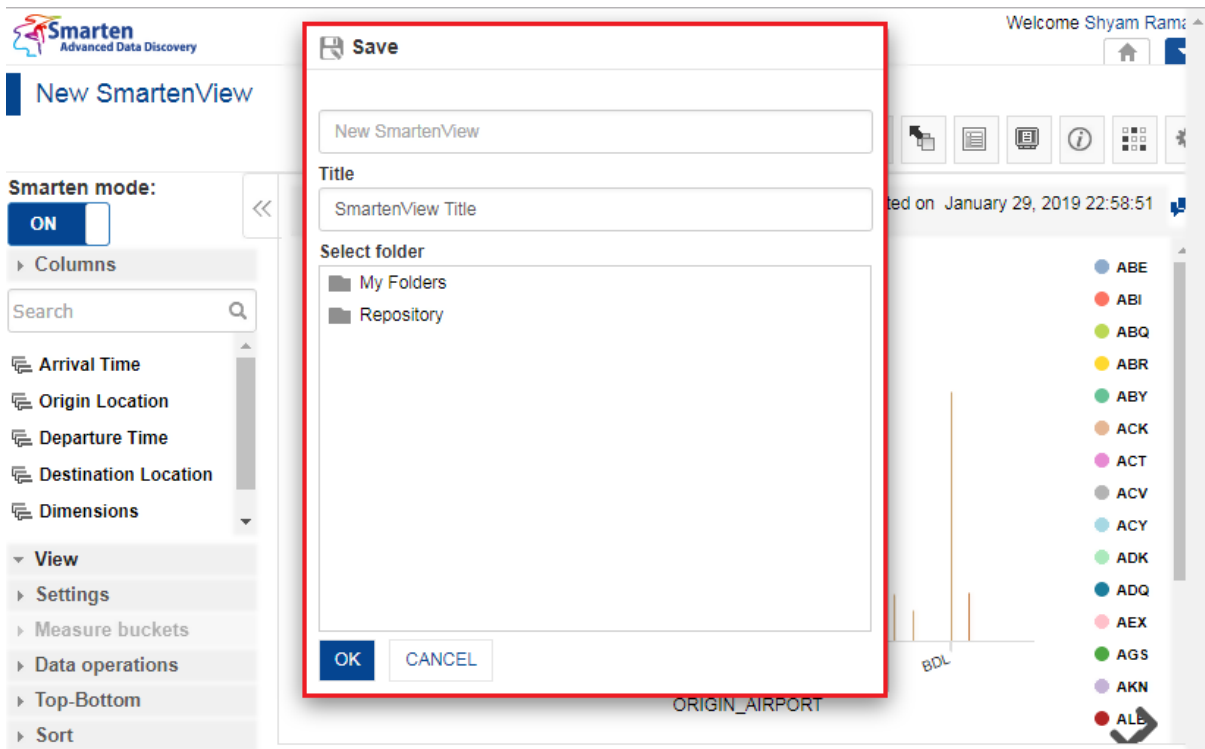 Smarten
Advanced Data Discovery
Welcome Shyam Rama
New SmartenView
Save
New SmartenView
Title
SmartenView Title
Select folder
My Folders
Repository
OK
CANCEL
Smarten mode:
ON
Columns
Search
Arrival Time
Origin Location
Departure Time
Destination Location
Dimensions
View
Settings
Measure buckets
Data operations
Top-Bottom
Sort
ted on January 29, 2019 22:58:51
ABE
ABI
ABQ
ABR
ABY
ACK
ACT
ACV
ACY
ADK
ADQ
AEX
AGS
AKN
BDL
ORIGIN_AIRPORT